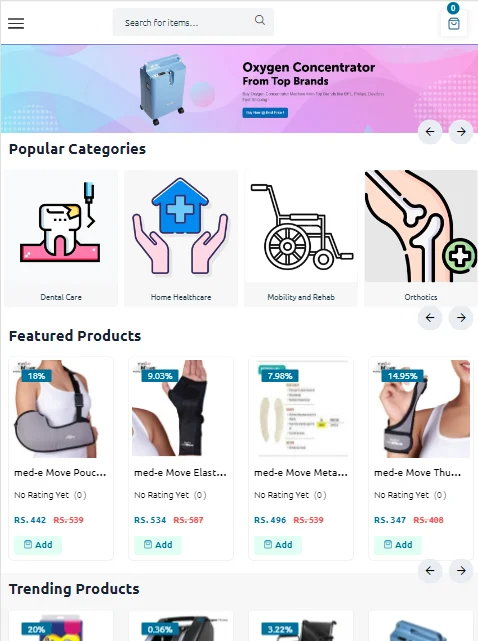 Search for items...
0
Oxygen Concentrator
From Top Brands
Buy Now @ Best Price!
Popular Categories
Dental Care
Home Healthcare
Mobility and Rehab
Orthotics
Featured Products
18%
9.03%
7.98%
14.95%
med-e Move Pouc...
med-e Move Elast...
med-e Move Meta...
med-e Move Thu...
No Rating Yet (0)
No Rating Yet (0)
No Rating Yet (0)
No Rating Yet (0)
RS. 442 RS. 539
RS. 534 RS. 587
RS. 496 RS. 539
RS. 347 RS. 408
Add
Add
Add
Add
Trending Products
20%
0.36%
3.22%